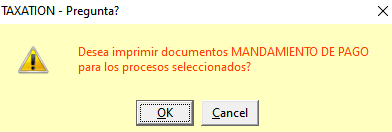 TAXATION - Pregunta?
Desea imprimir documentos MANDAMIENTO DE PAGO
para los procesos seleccionados?
OK
Cancel